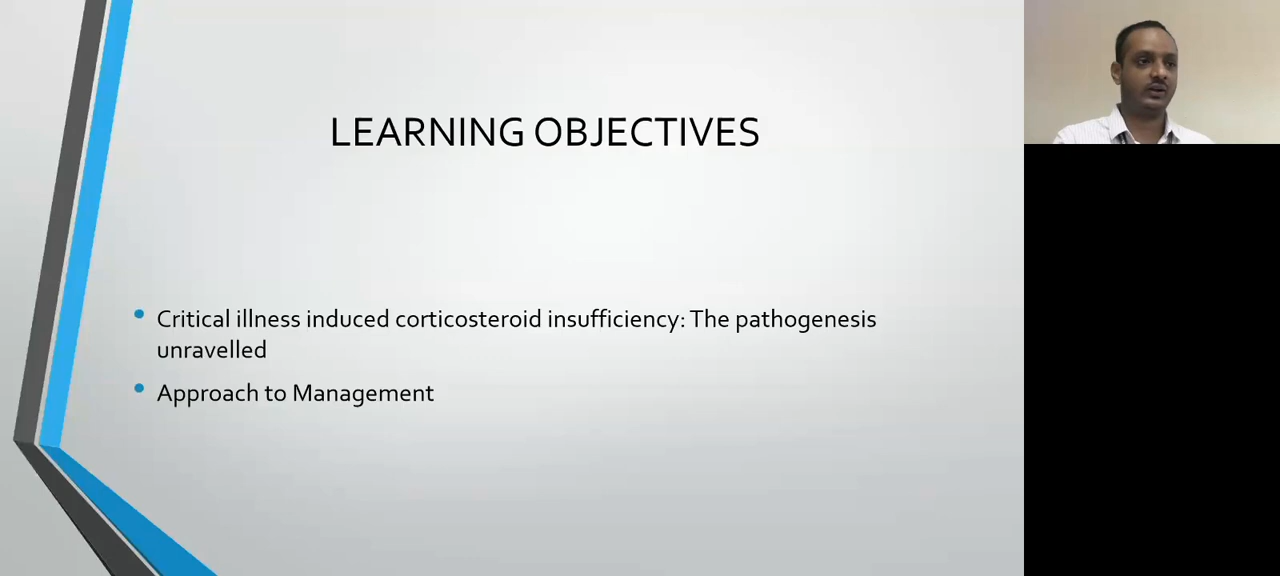 LEARNING OBJECTIVES
• Critical illness induced corticosteroid insufficiency: The pathogenesis
unravelled
• Approach to Management